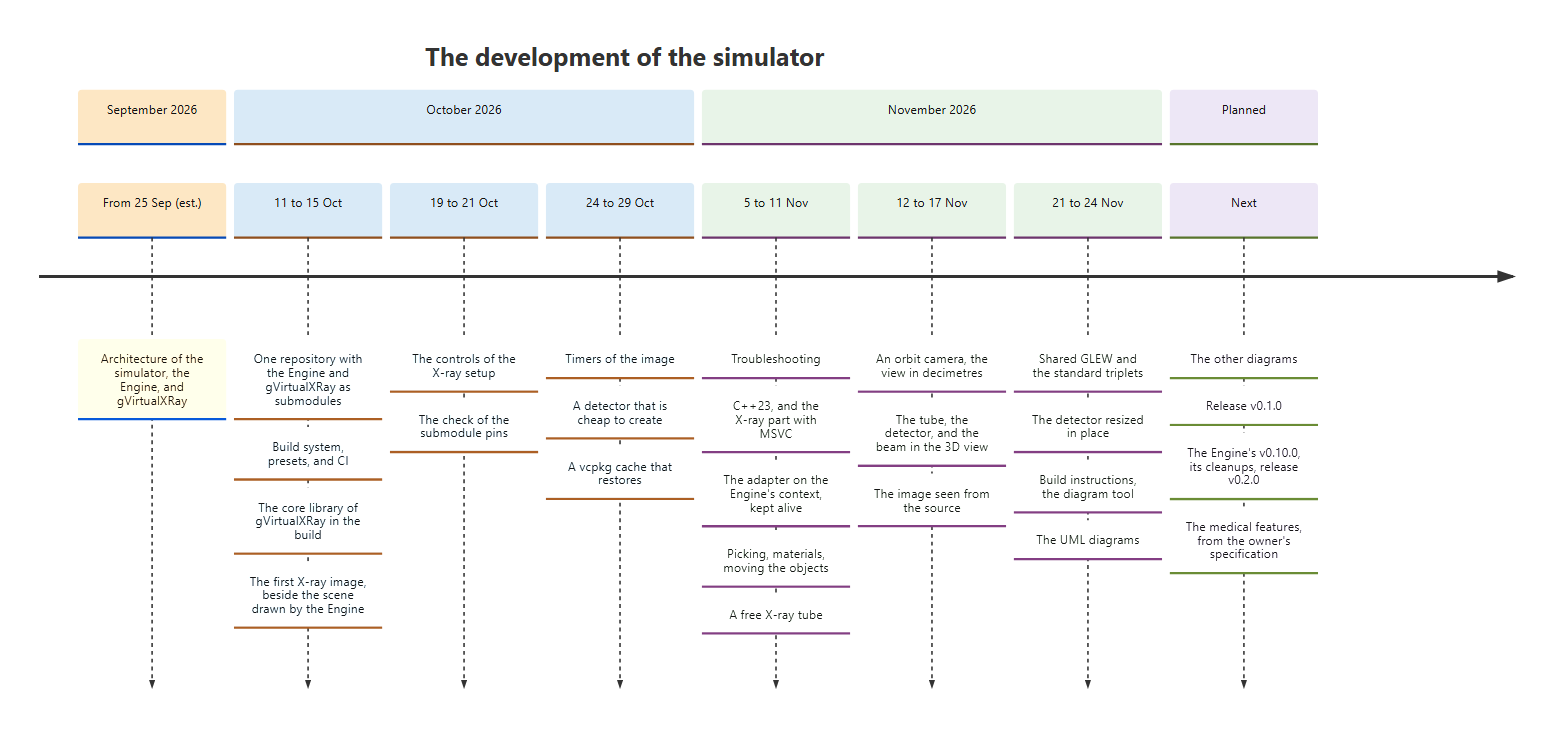 The development of the simulator
September 2026
October 2026
November 2026
Planned
From 25 Sep (est.)
11 to 15 Oct
19 to 21 Oct
24 to 29 Oct
5 to 11 Nov
12 to 17 Nov
21 to 24 Nov
Next
Architecture of the
simulator, the
Engine, and
gVirtualXRay
One repository with
the Engine and
gVirtualXRay as
submodules
Build system,
presets, and CI
The core library of
gVirtualXRay in the
build
The first X-ray image,
beside the scene
drawn by the Engine
The controls of the
X-ray setup
The check of the
submodule pins
Timers of the image
A detector that is
cheap to create
A vcpkg cache that
restores
Troubleshooting
C++23, and the
X-ray part with
MSVC
The adapter on the
Engine's context,
kept alive
Picking, materials,
moving the objects
A free X-ray tube
An orbit camera, the
view in decimetres
The tube, the
detector, and the
beam in the 3D view
The image seen from
the source
Shared GLEW and
the standard triplets
The detector resized
in place
Build instructions,
the diagram tool
The UML diagrams
The other diagrams
Release v0.1.0
The Engine's v0.10.0,
its cleanups, release
v0.2.0
The medical features,
from the owner's
specification